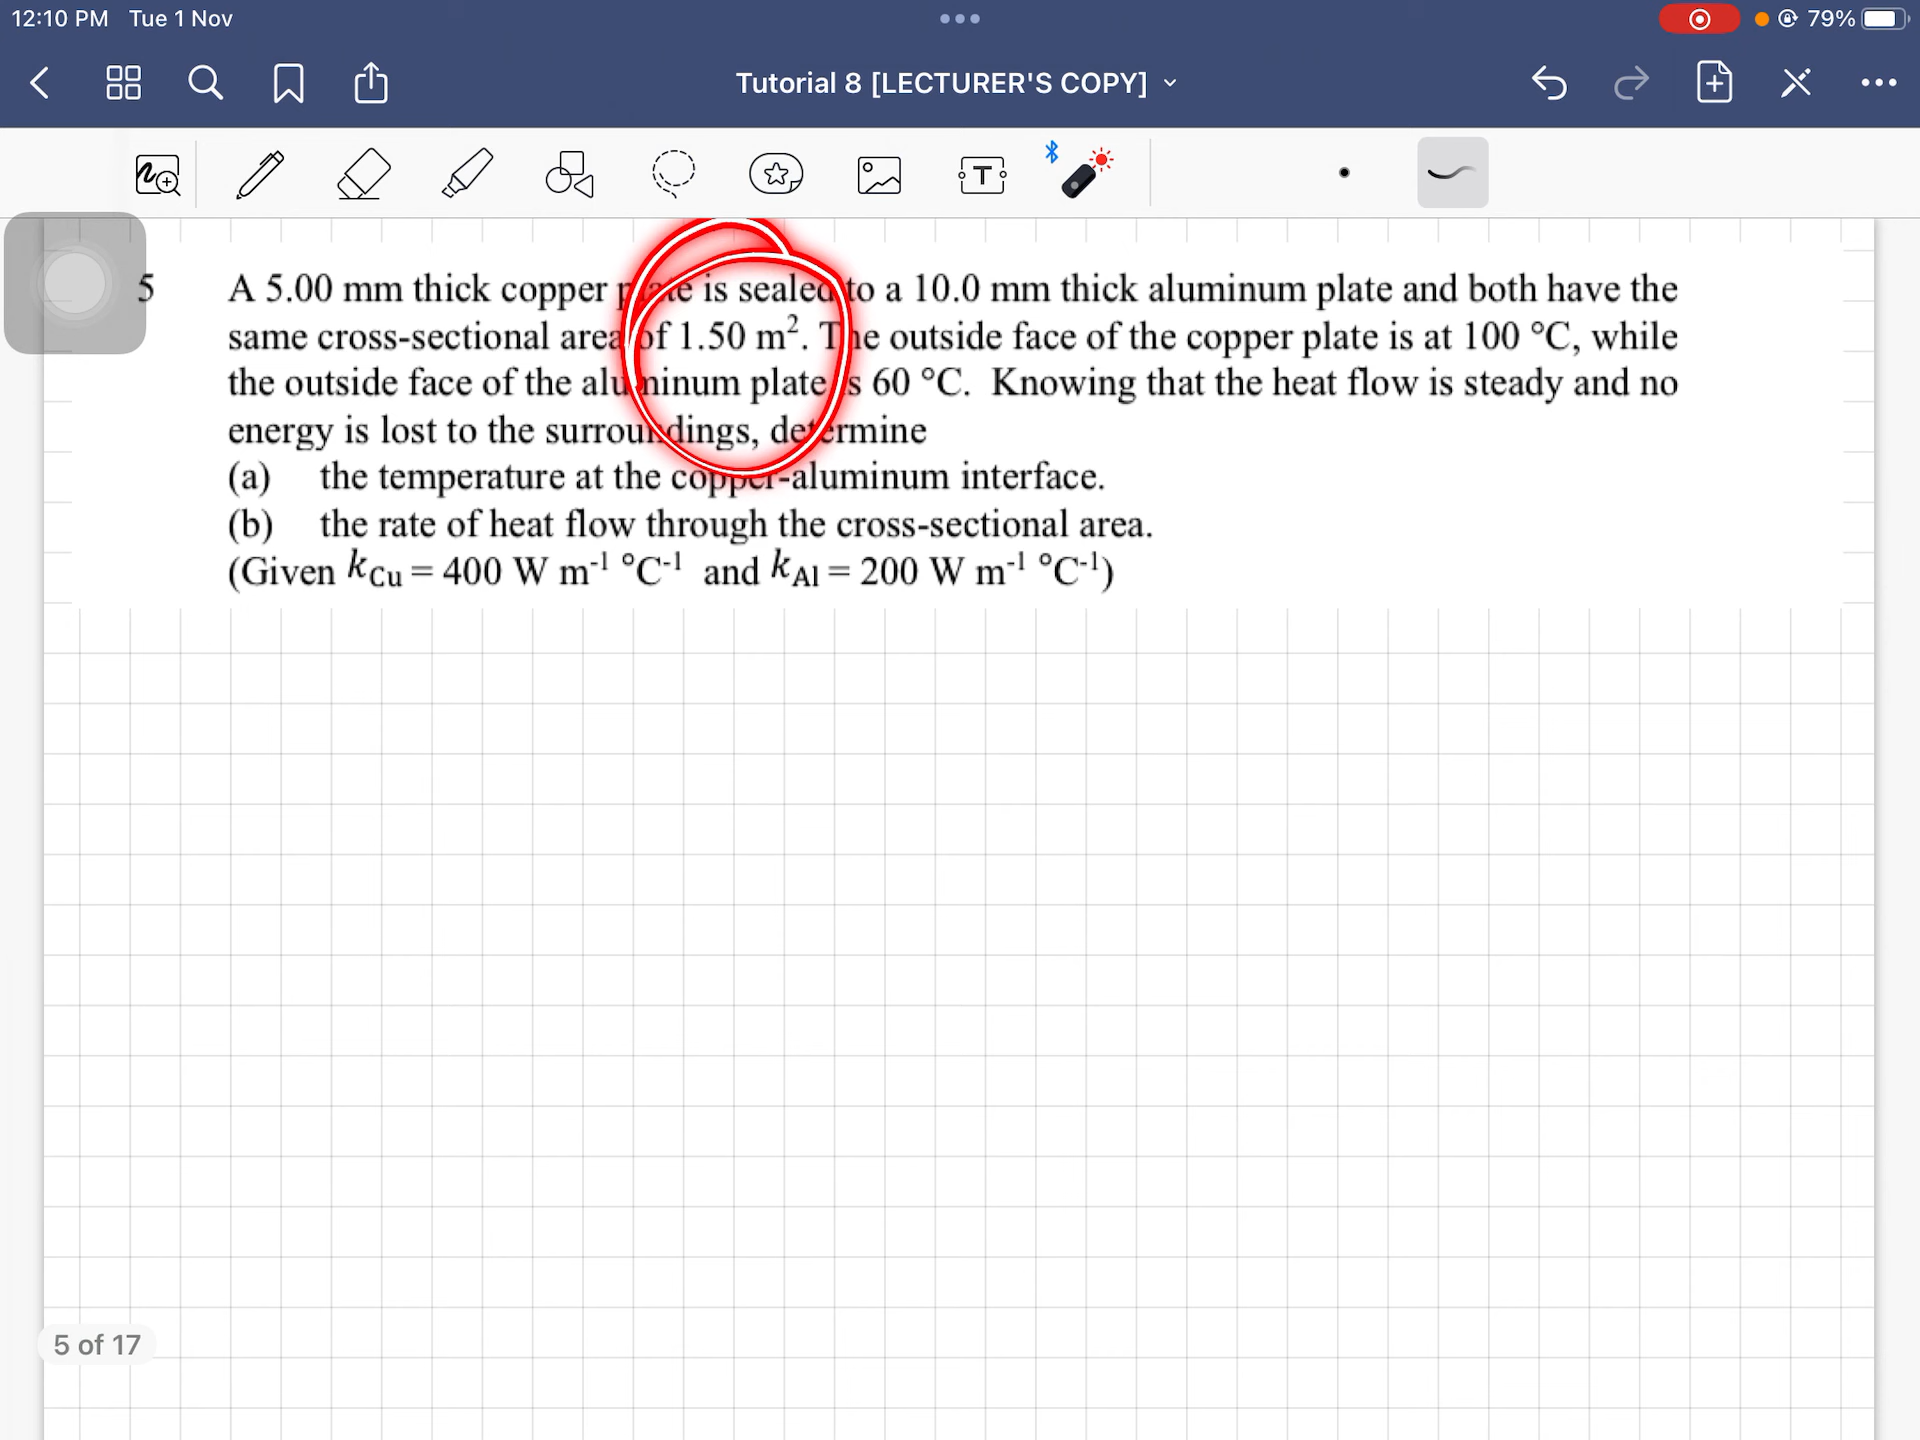 12:10 PM Tue 1 Nov
79%
Tutorial 8 [LECTURER'S COPY]
5 A 5.00 mm thick copper plate is sealed to a 10.0 mm thick aluminum plate and both have the
same cross-sectional area of 1.50 m². The outside face of the copper plate is at 100 °C, while
the outside face of the aluminum plate is 60 °C. Knowing that the heat flow is steady and no
energy is lost to the surroundings, determine
(a) the temperature at the copper-aluminum interface.
(b) the rate of heat flow through the cross-sectional area.
(Given kCu = 400 W m⁻¹ °C⁻¹ and kAl = 200 W m⁻¹ °C⁻¹)
5 of 17